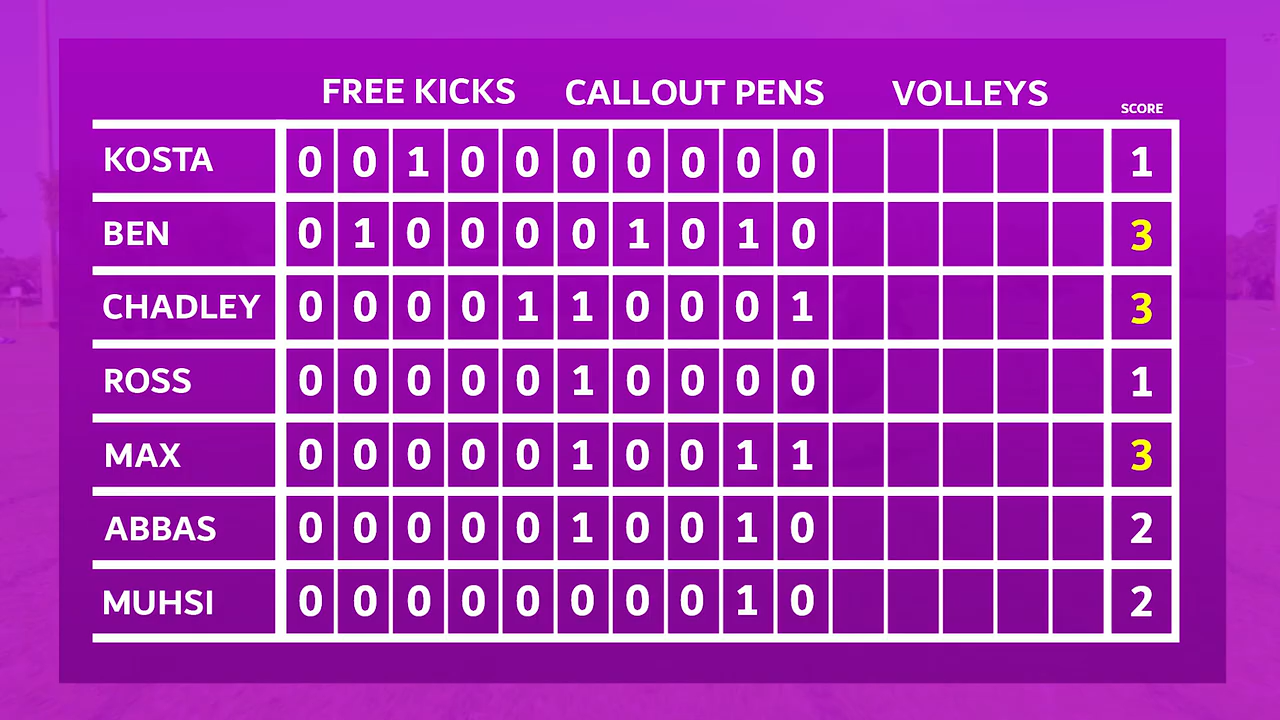 FREE KICKS CALLOUT PENS VOLLEYS SCORE
KOSTA 0 0 1 0 0 0 0 0 0 0 1
BEN 0 1 0 0 0 0 1 0 1 0 3
CHADLEY 0 0 0 0 1 1 0 0 0 1 3
ROSS 0 0 0 0 0 1 0 0 0 0 1
MAX 0 0 0 0 0 1 0 0 1 1 3
ABBAS 0 0 0 0 0 1 0 0 1 0 2
MUHSI 0 0 0 0 0 0 0 0 1 0 2